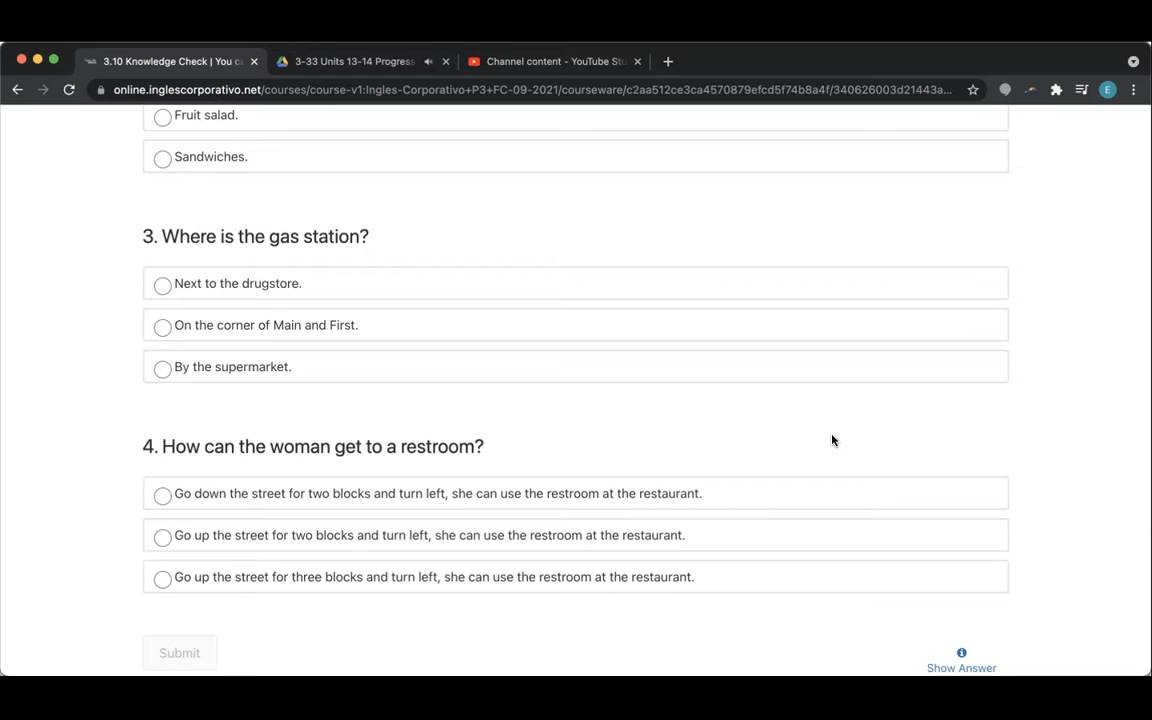 3.10 Knowledge Check | You ca
3-33 Units 13-14 Progress
Channel content - YouTube Stu
online.inglescorporativo.net/courses/course-v1:Ingles-Corporativo+P3+FC-09-2021/courseware/c2aa512ce3ca4570879efcd5f74b8a4f/340626003d21443a...
E
Fruit salad.
Sandwiches.
3. Where is the gas station?
Next to the drugstore.
On the corner of Main and First.
By the supermarket.
4. How can the woman get to a restroom?
Go down the street for two blocks and turn left, she can use the restroom at the restaurant.
Go up the street for two blocks and turn left, she can use the restroom at the restaurant.
Go up the street for three blocks and turn left, she can use the restroom at the restaurant.
Submit
Show Answer